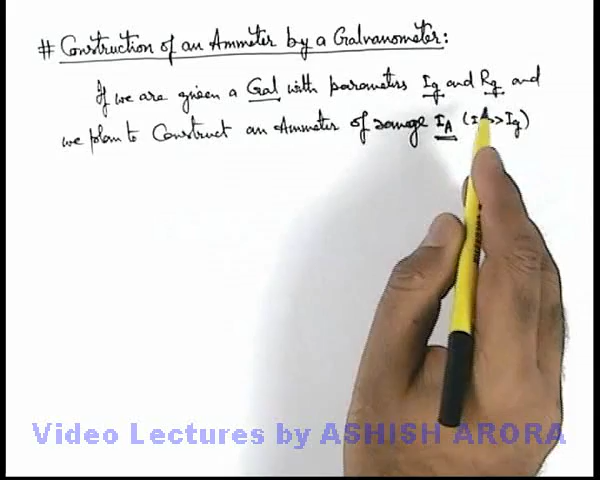 # Construction of an Ammeter by a Galvanometer:
If we are given a Gal with parameters Ig and Rg and
we plan to Construct an Ammeter of range IA (IA>>Ig)
Video Lectures by ASHISH ARORA